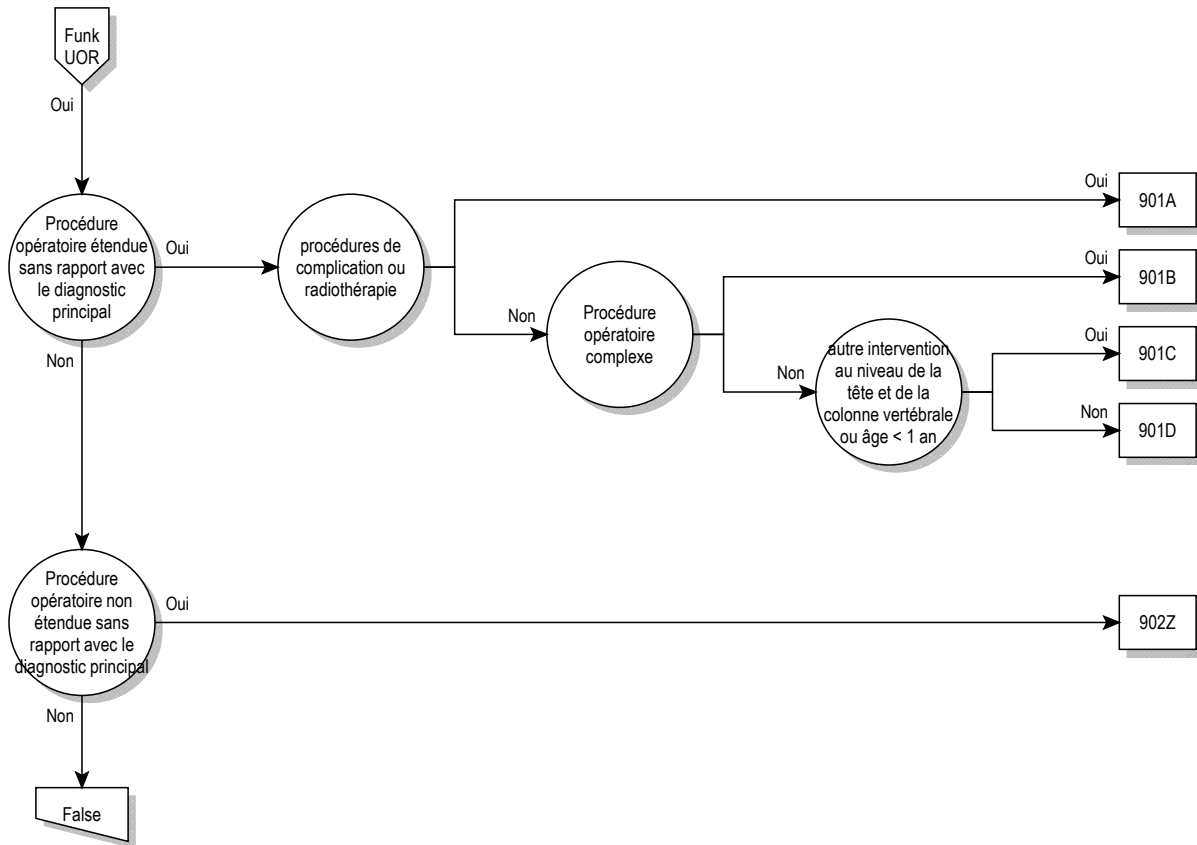 Funk
UOR
Oui
Procédure
opératoire étendue
sans rapport avec
le diagnostic
principal
Oui
procédures de
complication ou
radiothérapie
Oui
901A
Non
Procédure
opératoire
complexe
Oui
901B
Non
autre intervention
au niveau de la
tête et de la
colonne vertébrale
ou âge < 1 an
Oui
901C
Non
901D
Non
Procédure
opératoire non
étendue sans
rapport avec le
diagnostic principal
Oui
902Z
Non
False